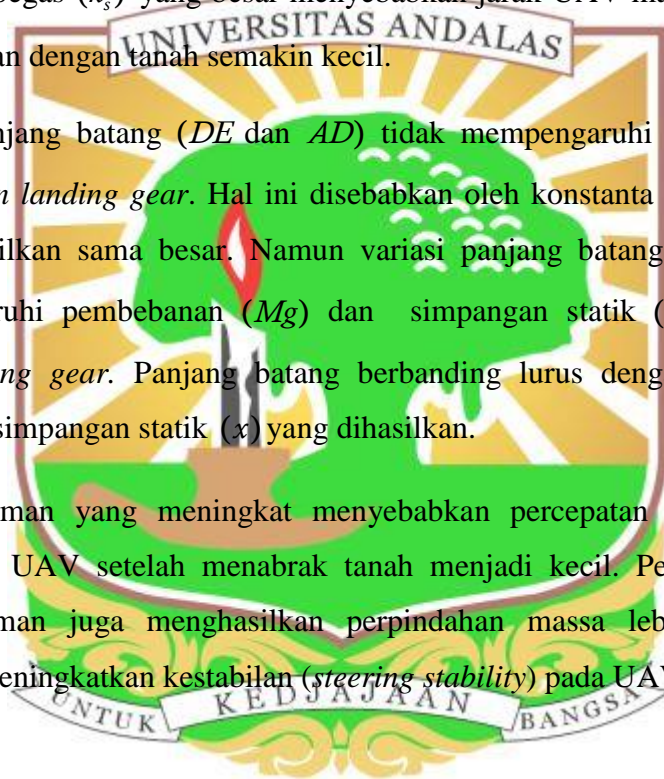 egas (kₛ) yang besar menyebabkan jarak UAV ma
UNIVERSITAS ANDALAS
an dengan tanah semakin kecil.
njang batang (DE dan AD) tidak mempengaruhi
n landing gear. Hal ini disebabkan oleh konstanta
ilkan sama besar. Namun variasi panjang batang
ruhi pembebanan (Mg) dan simpangan statik (
ng gear. Panjang batang berbanding lurus deng
simpangan statik (x) yang dihasilkan.
man yang meningkat menyebabkan percepatan
UAV setelah menabrak tanah menjadi kecil. Pe
man juga menghasilkan perpindahan massa leb
eningkatkan kestabilan (steering stability) pada UAV
UNTUK KEDJAJAAN BANGSA